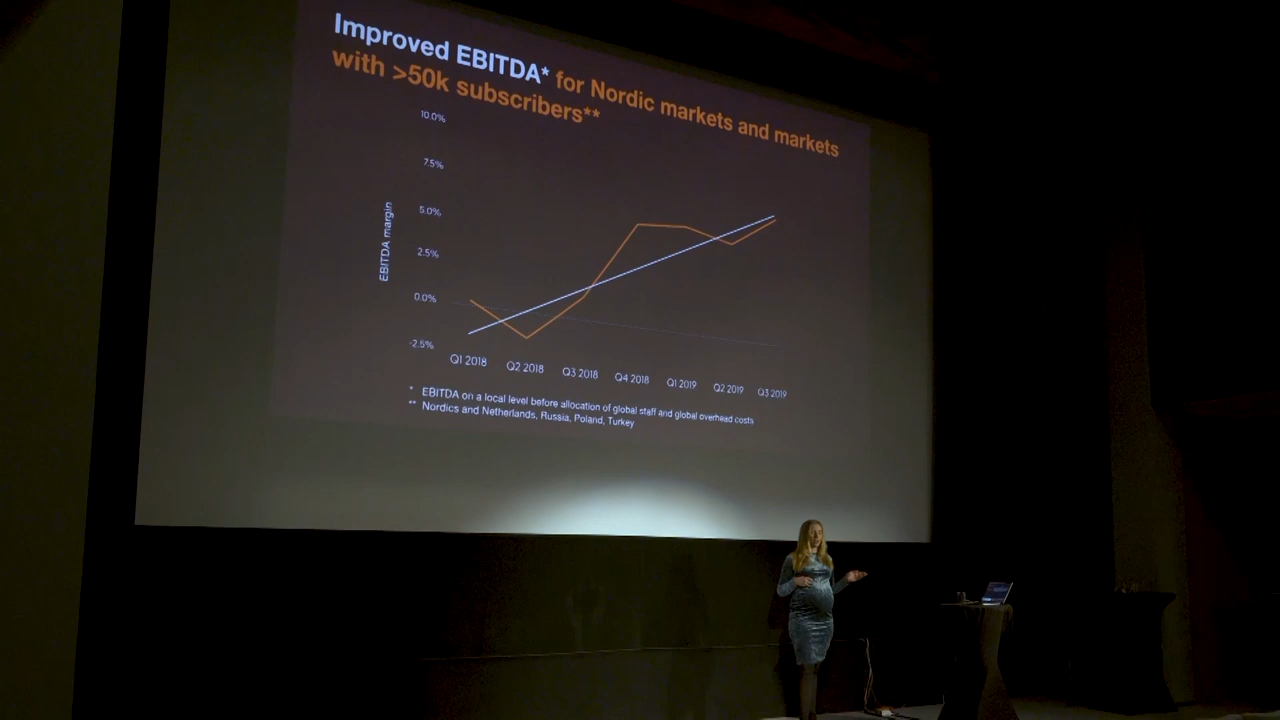 Improved EBITDA* for Nordic markets and markets
with >50k subscribers**
10.0%
7.5%
5.0%
2.5%
0.0%
-2.5%
EBITDA margin
Q1 2018
Q2 2018
Q3 2018
Q4 2018
Q1 2019
Q2 2019
Q3 2019
* EBITDA on a local level before allocation of global staff and global overhead costs
** Nordics and Netherlands, Russia, Poland, Turkey